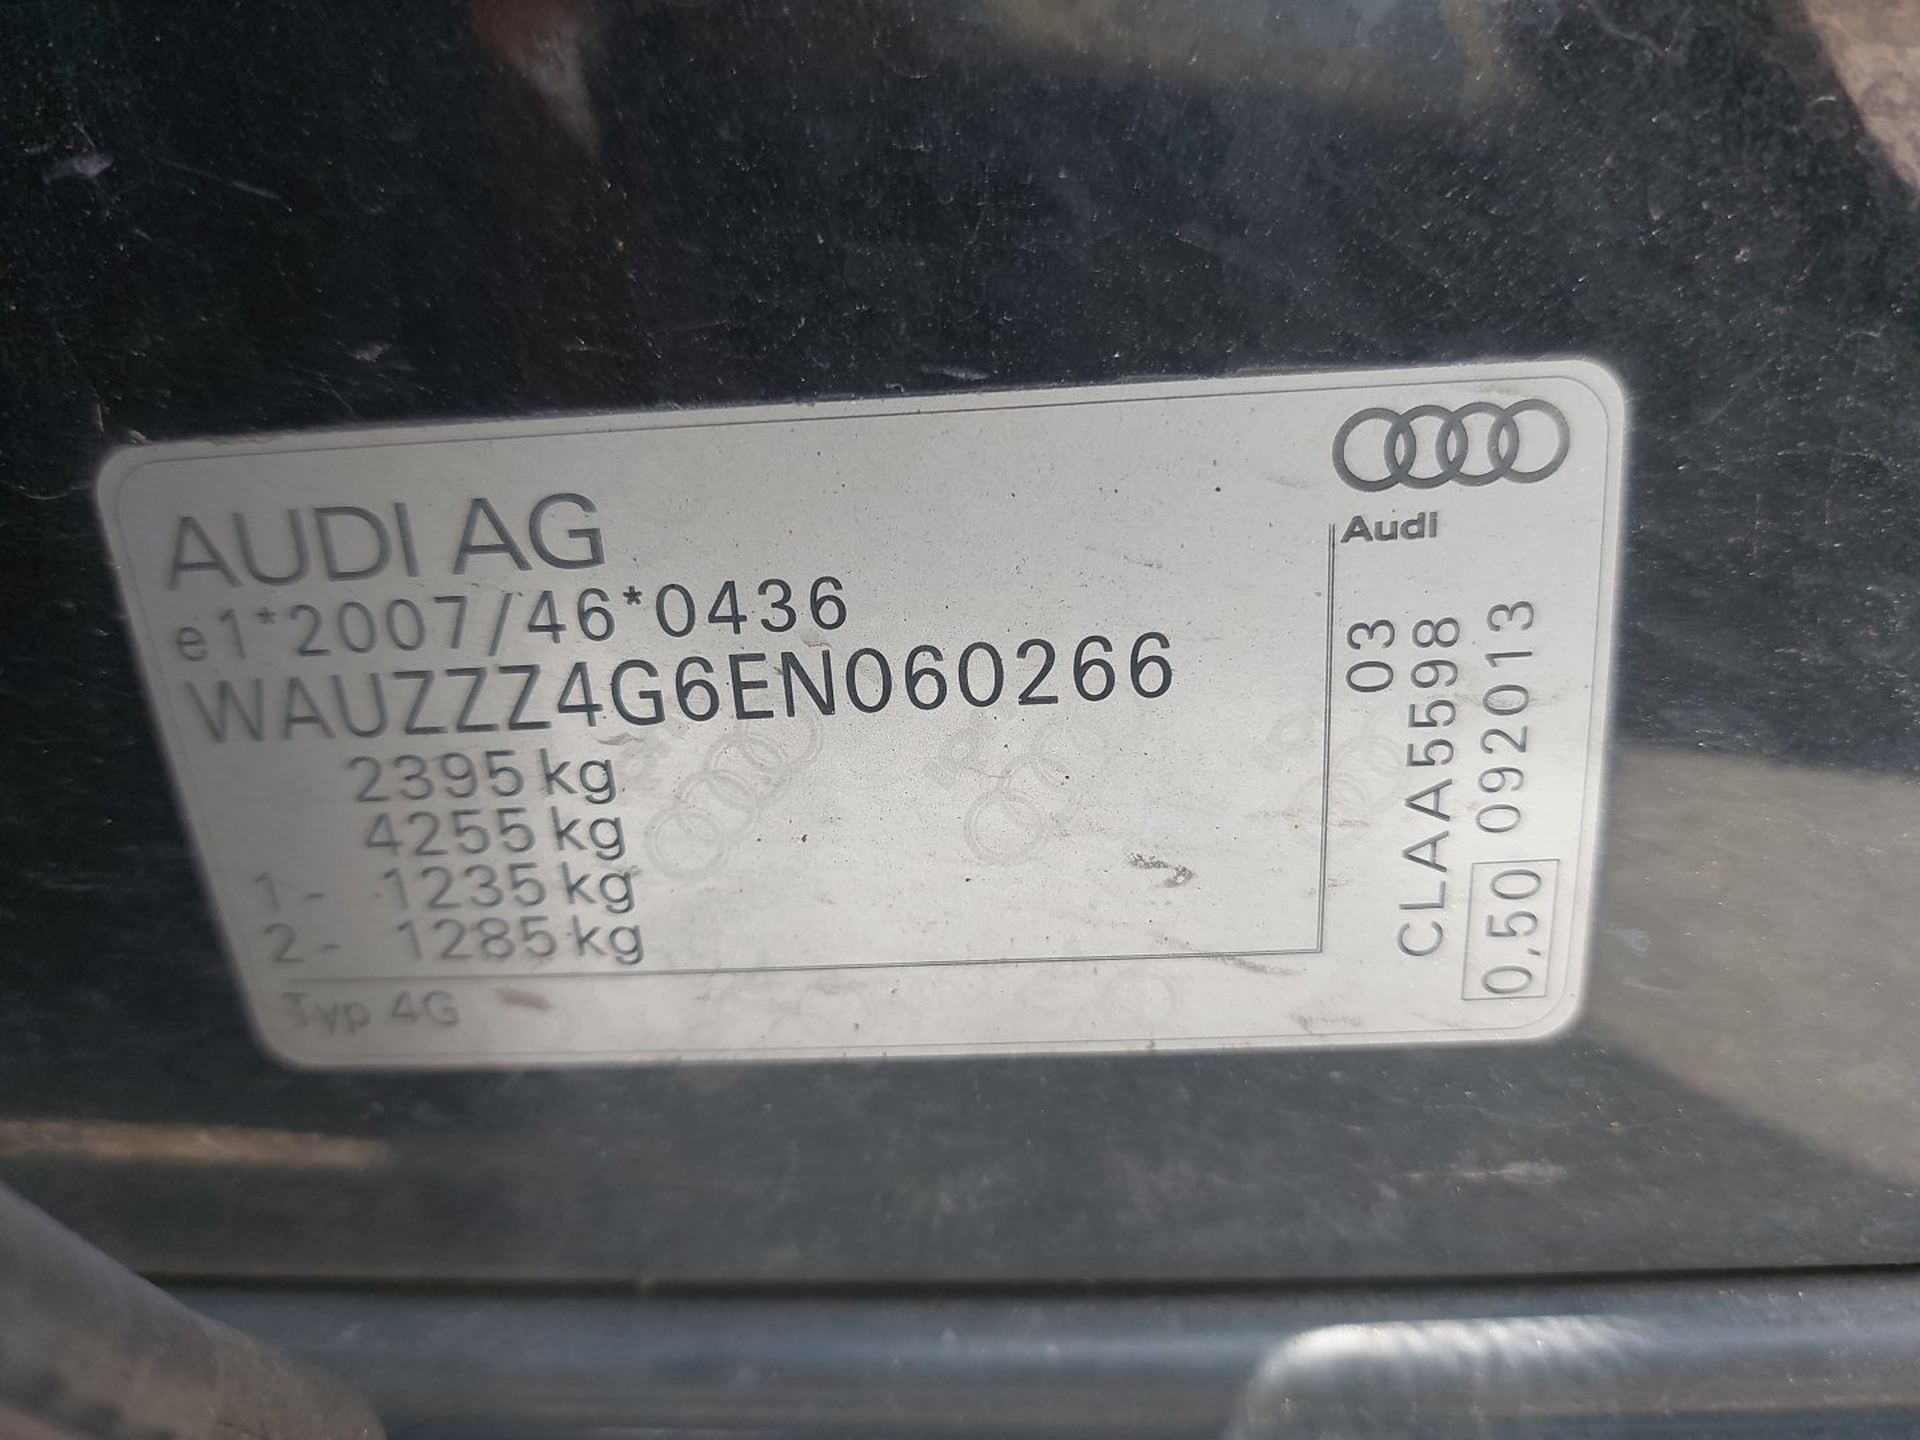 AUDI AG
e1*2007/46*0436
WAUZZZ4G6EN060266
2395 kg
4255 kg
1- 1235 kg
2- 1285 kg
Typ 4G
Audi
03
CLAA5598
0,50 092013